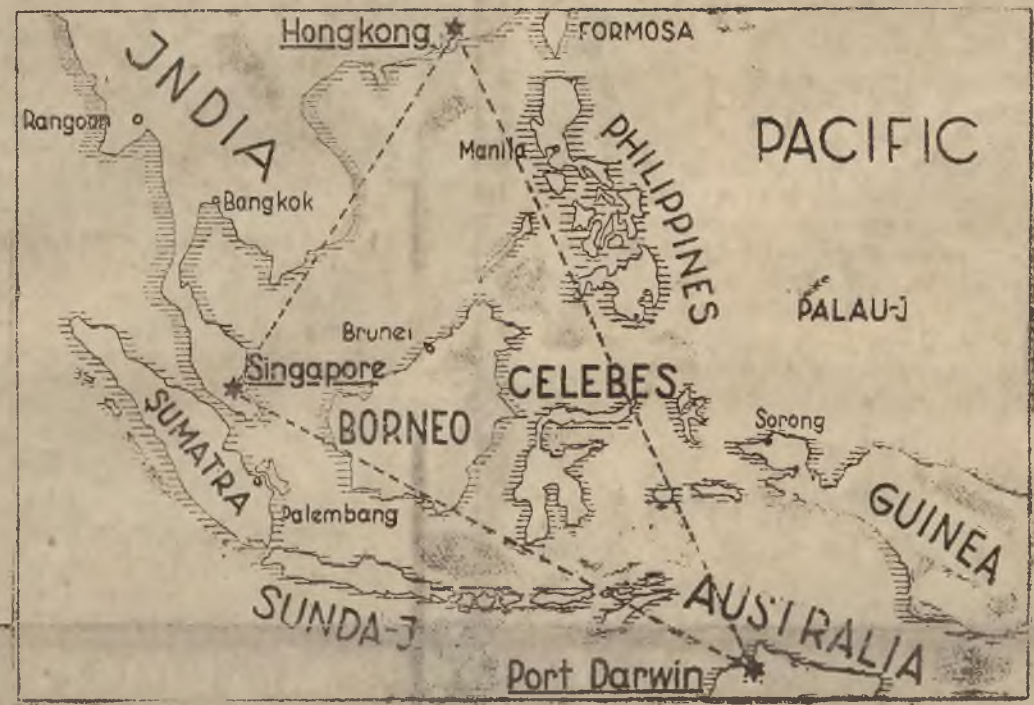 Hongkong
FORMOSA
JNDIA
Rangoon
Manila
PHILIPPINES
PACIFIC
Bangkok
PALAU-J
Brunei
Singapore
CELEBES
SUMATRA
BORNEO
Sorong
Palembang
GUINEA
SUNDA-J
AUSTRALIA
Port Darwin